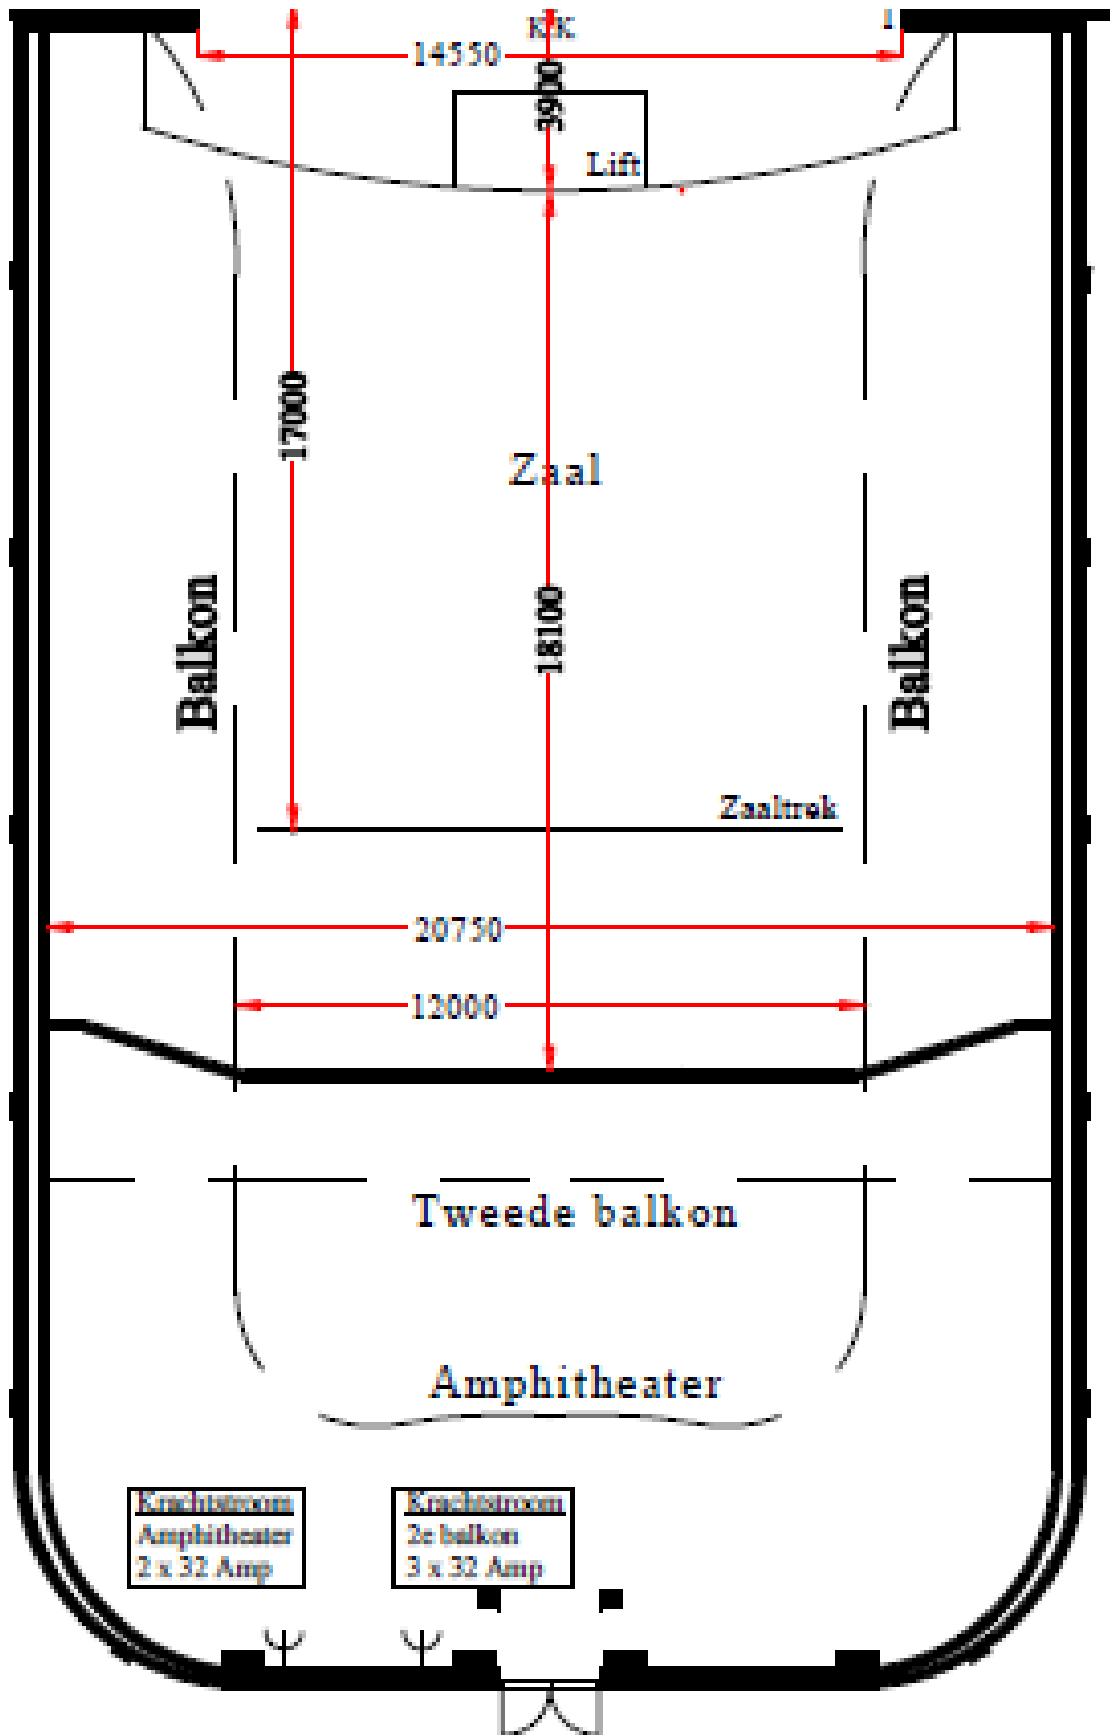 KK
14550
3900
Lift
17000
Zaal
18100
Balkon
Balkon
Zaaltrek
20750
12000
Tweede balkon
Amphitheater
Krachtstroom
Amphitheater
2 x 32 Amp
Krachtstroom
2e balkon
3 x 32 Amp